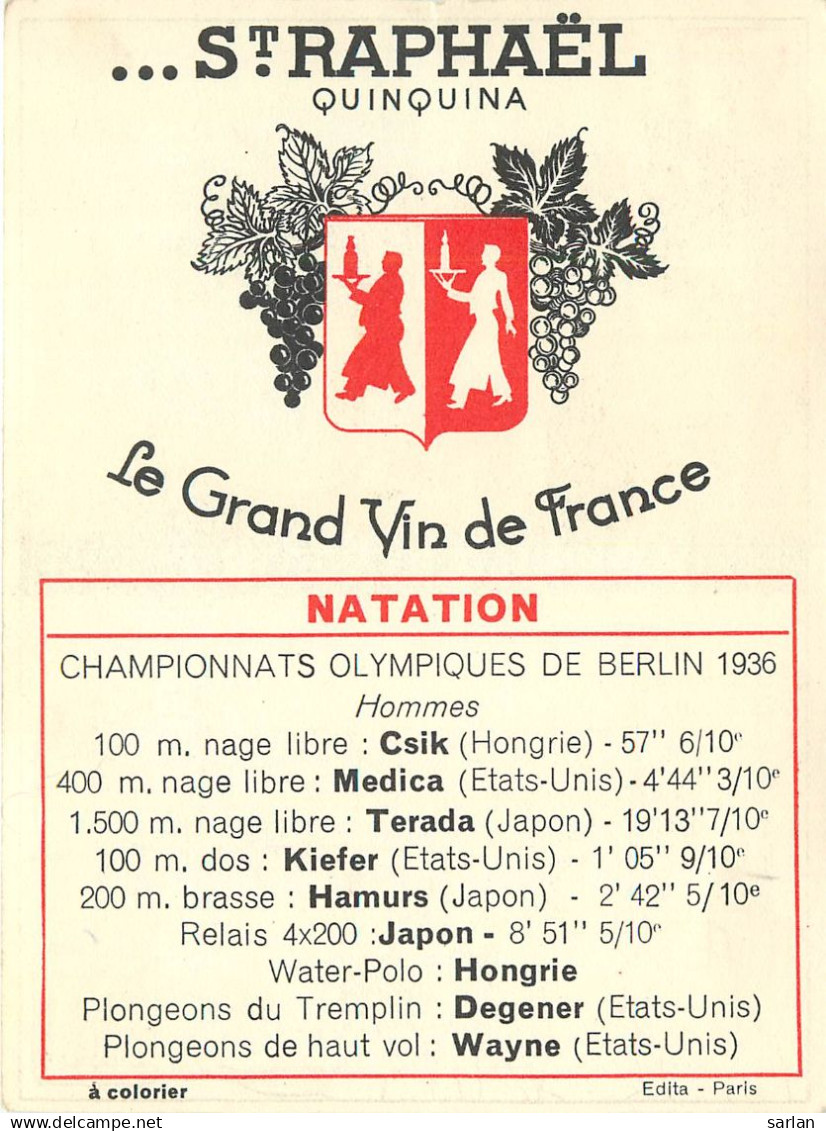 ... ST RAPHAËL
QUINQUINA
Le Grand Vin de France
NATATION
CHAMPIONNATS OLYMPIQUES DE BERLIN 1936
Hommes
100 m. nage libre : Csik (Hongrie) - 57'' 6/10e
400 m. nage libre : Medica (Etats-Unis) - 4'44'' 3/10e
1.500 m. nage libre : Terada (Japon) - 19'13''7/10e
100 m. dos : Kiefer (Etats-Unis) - 1' 05'' 9/10e
200 m. brasse : Hamurs (Japon) - 2' 42'' 5/10e
Relais 4x200 :Japon - 8' 51'' 5/10e
Water-Polo : Hongrie
Plongeons du Tremplin : Degener (Etats-Unis)
Plongeons de haut vol : Wayne (Etats-Unis)
à colorier Edita - Paris
delcampe.net sarlan